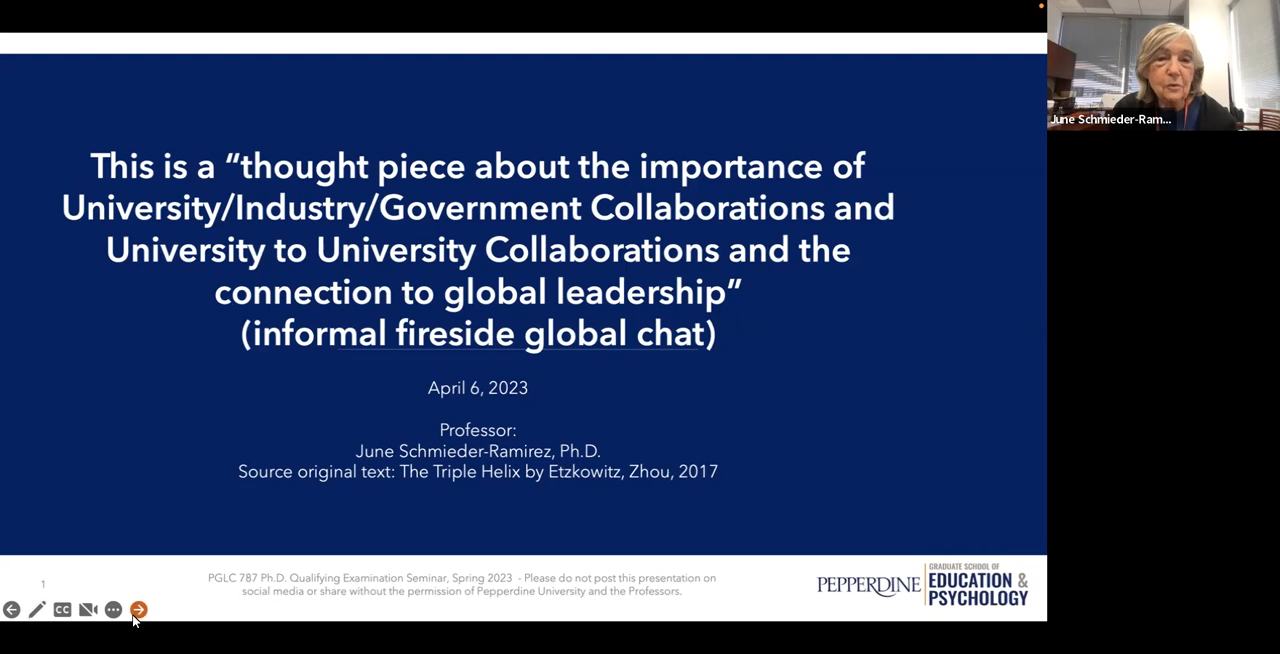 This is a “thought piece about the importance of
University/Industry/Government Collaborations and
University to University Collaborations and the
connection to global leadership”
(informal fireside global chat)
April 6, 2023
Professor:
June Schmieder-Ramirez, Ph.D.
Source original text: The Triple Helix by Etzkowitz, Zhou, 2017
1
PGLC 787 Ph.D. Qualifying Examination Seminar, Spring 2023 - Please do not post this presentation on
social media or share without the permission of Pepperdine University and the Professors.
PEPPERDINE
GRADUATE SCHOOL OF
EDUCATION &
PSYCHOLOGY
CC
June Schmieder-Ram...